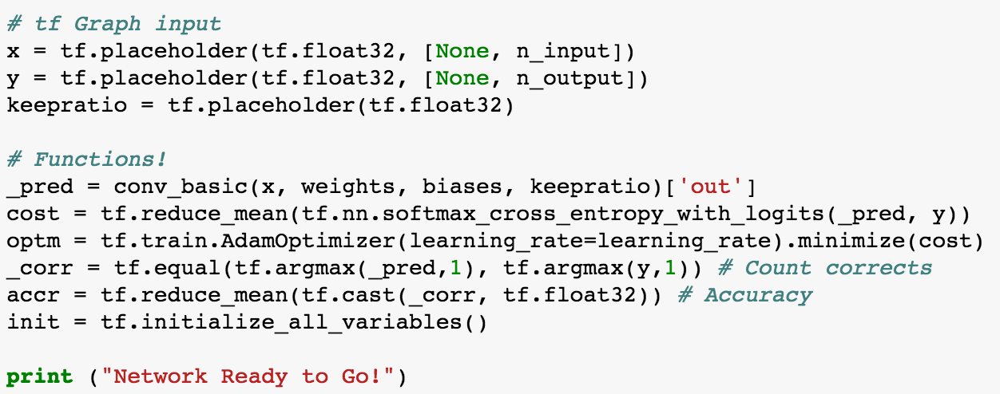 # tf Graph input
x = tf.placeholder(tf.float32, [None, n_input])
y = tf.placeholder(tf.float32, [None, n_output])
keepratio = tf.placeholder(tf.float32)
# Functions!
_pred = conv_basic(x, weights, biases, keepratio)['out']
cost = tf.reduce_mean(tf.nn.softmax_cross_entropy_with_logits(_pred, y))
optm = tf.train.AdamOptimizer(learning_rate=learning_rate).minimize(cost)
_corr = tf.equal(tf.argmax(_pred,1), tf.argmax(y,1)) # Count corrects
accr = tf.reduce_mean(tf.cast(_corr, tf.float32)) # Accuracy
init = tf.initialize_all_variables()
print ("Network Ready to Go!")